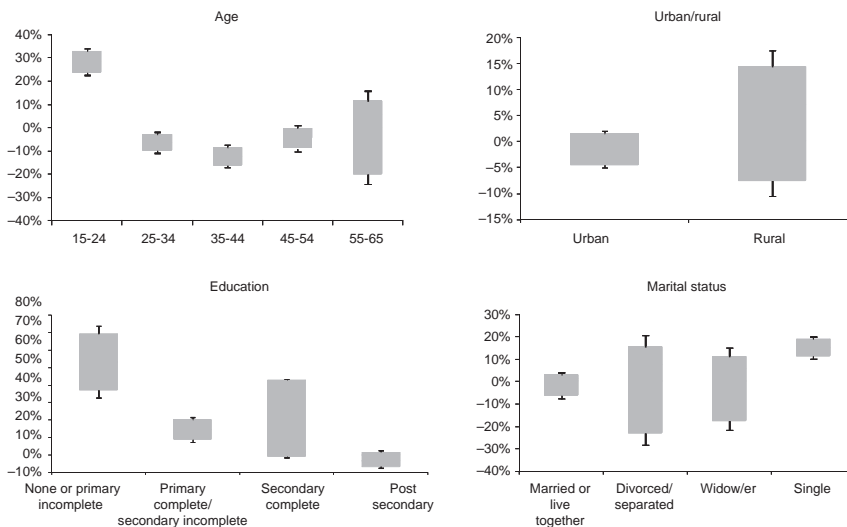 Age
40%
30%
20%
10%
0%
–10%
–20%
–30%
–40%
15-24 25-34 35-44 45-54 55-65
Urban/rural
20%
15%
10%
5%
0%
–5%
–10%
–15%
Urban Rural
Education
80%
70%
60%
50%
40%
30%
20%
10%
0%
–10%
None or primary
incomplete
Primary
complete/
secondary incomplete
Secondary
complete
Post
secondary
Marital status
30%
20%
10%
0%
–10%
–20%
–30%
–40%
Married or
live
together
Divorced/
separated
Widow/er
Single